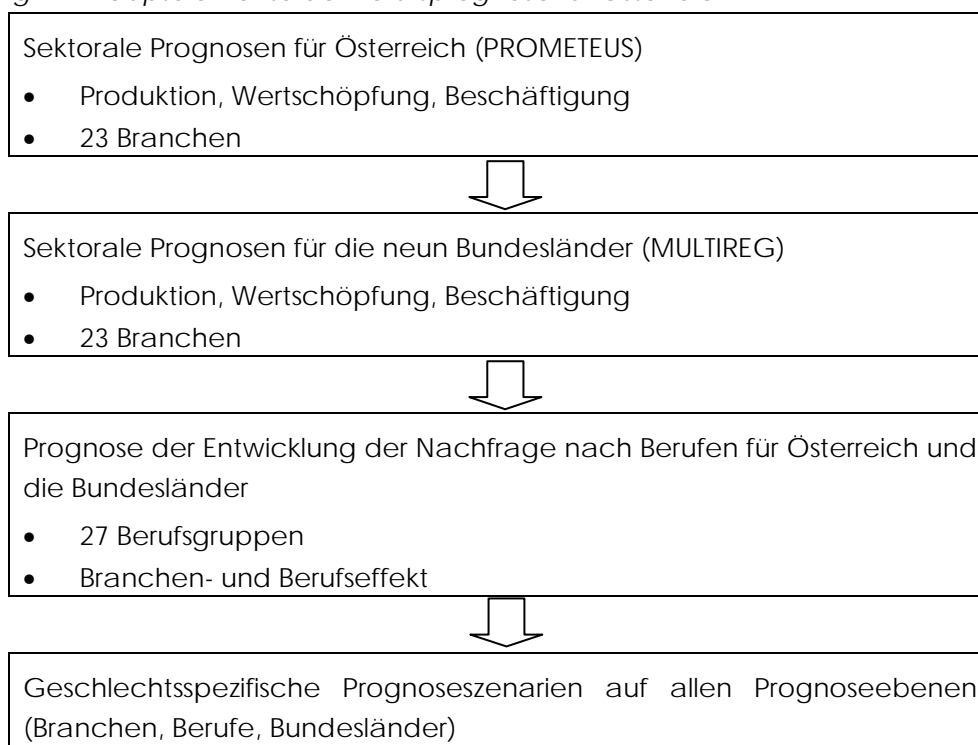 Sektorale Prognosen für Österreich (PROMETEUS)
• Produktion, Wertschöpfung, Beschäftigung
• 23 Branchen
Sektorale Prognosen für die neun Bundesländer (MULTIREG)
• Produktion, Wertschöpfung, Beschäftigung
• 23 Branchen
Prognose der Entwicklung der Nachfrage nach Berufen für Österreich und
die Bundesländer
• 27 Berufsgruppen
• Branchen- und Berufseffekt
Geschlechtsspezifische Prognoseszenarien auf allen Prognoseebenen
(Branchen, Berufe, Bundesländer)